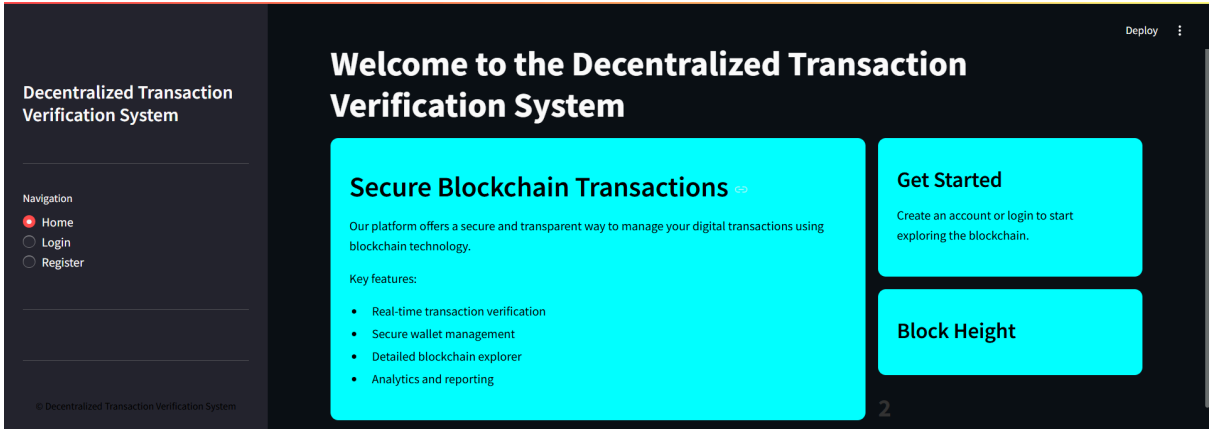 Deploy
Decentralized Transaction
Verification System
Navigation
Home
Login
Register
© Decentralized Transaction Verification System
Welcome to the Decentralized Transaction
Verification System
Secure Blockchain Transactions
Our platform offers a secure and transparent way to manage your digital transactions using
blockchain technology.
Key features:
• Real-time transaction verification
• Secure wallet management
• Detailed blockchain explorer
• Analytics and reporting
Get Started
Create an account or login to start
exploring the blockchain.
Block Height
2